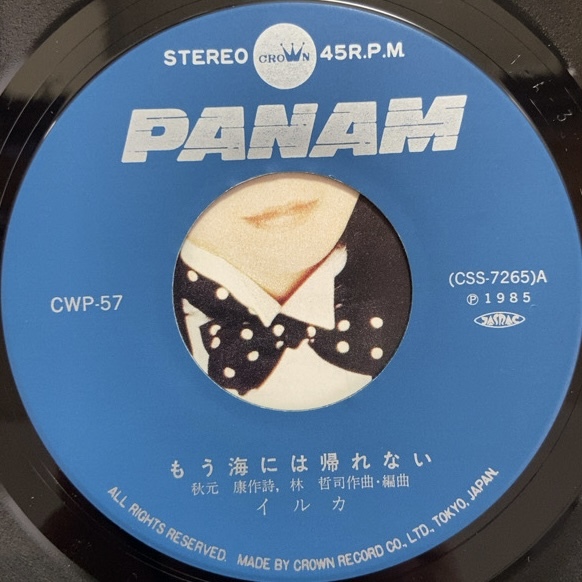 STEREO CROWN 45R.P.M.
PANAM
CWP-57
(CSS-7265)A
Ⓟ1985
JASRAC
もう海には帰れない
秋元 康作詩, 林 哲司作曲・編曲
イルカ
ALL RIGHTS RESERVED. MADE BY CROWN RECORD CO., LTD., TOKYO, JAPAN.